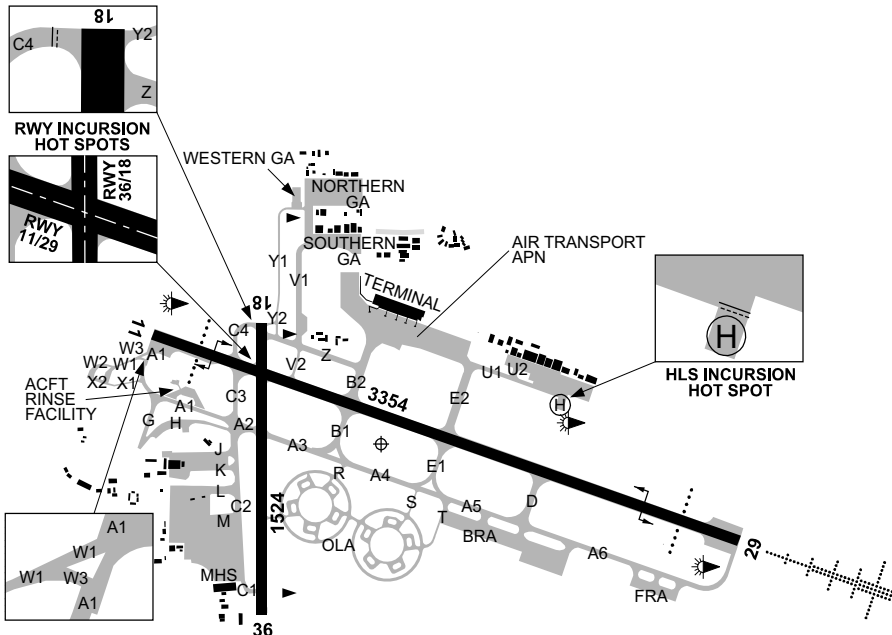 18
C4
Y2
Z
RWY INCURSION
HOT SPOTS
RWY
36/18
RWY
11/29
WESTERN GA
NORTHERN
GA
SOUTHERN
GA
AIR TRANSPORT
APN
TERMINAL
Y1
V1
18
Y2
C4
11
W3
A1
W2
W1
X2
X1
ACFT
RINSE
FACILITY
A1
G
H
C3
A2
V2
Z
B2
3354
U1
U2
E2
H
H
HLS INCURSION
HOT SPOT
J
K
L
M
C2
1524
A3
B1
R
A4
E1
S
T
A5
D
BRA
OLA
A6
FRA
29
MHS
C1
36
A1
W1
W1
W3
A1